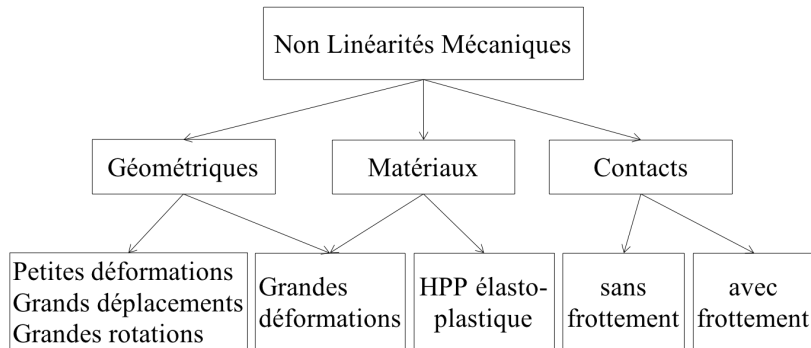 Non Linéarités Mécaniques
Géométriques
Matériaux
Contacts
Petites déformations
Grands déplacements
Grandes rotations
Grandes
déformations
HPP élasto-
plastique
sans
frottement
avec
frottement